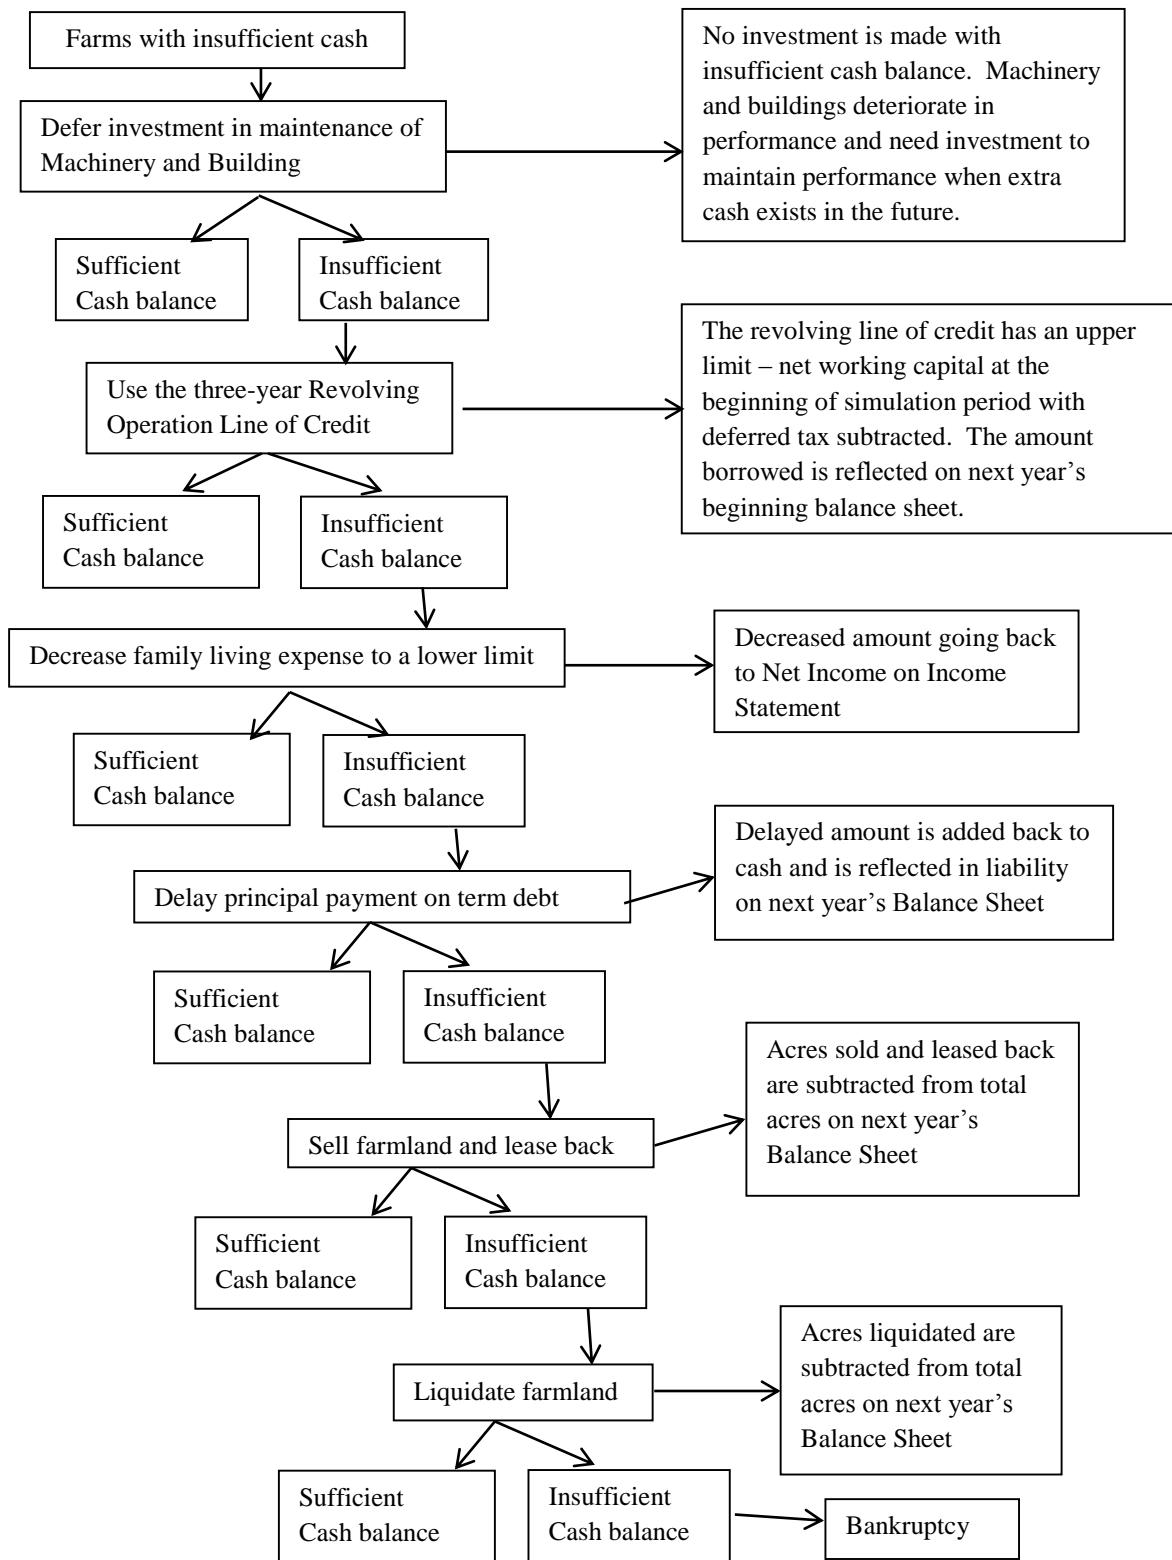 Farms with insufficient cash
No investment is made with
insufficient cash balance.  Machinery
and buildings deteriorate in
performance and need investment to
maintain performance when extra
cash exists in the future.
Defer investment in maintenance of
Machinery and Building
Sufficient
Cash balance
Insufficient
Cash balance
The revolving line of credit has an upper
limit – net working capital at the
beginning of simulation period with
deferred tax subtracted.  The amount
borrowed is reflected on next year’s
beginning balance sheet.
Use the three-year Revolving
Operation Line of Credit
Sufficient
Cash balance
Insufficient
Cash balance
Decrease family living expense to a lower limit
Decreased amount going back
to Net Income on Income
Statement
Sufficient
Cash balance
Insufficient
Cash balance
Delayed amount is added back to
cash and is reflected in liability
on next year’s Balance Sheet
Delay principal payment on term debt
Sufficient
Cash balance
Insufficient
Cash balance
Acres sold and leased back
are subtracted from total
acres on next year’s
Balance Sheet
Sell farmland and lease back
Sufficient
Cash balance
Insufficient
Cash balance
Acres liquidated are
subtracted from total
acres on next year’s
Balance Sheet
Liquidate farmland
Sufficient
Cash balance
Insufficient
Cash balance
Bankruptcy